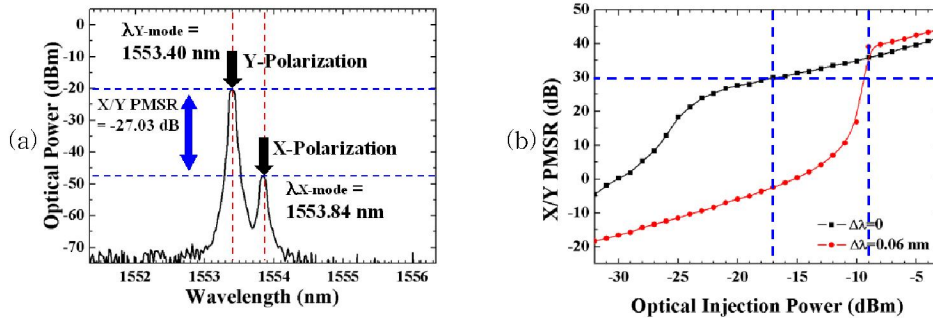 (a)
Optical Power (dBm)
0
-10
-20
-30
-40
-50
-60
-70
λY-mode =
1553.40 nm
Y-Polarization
X/Y PMSR
= -27.03 dB
X-Polarization
λX-mode =
1553.84 nm
1552 1553 1554 1555 1556
Wavelength (nm)
(b)
X/Y PMSR (dB)
50
40
30
20
10
0
-10
-20
Δλ=0
Δλ=0.06 nm
-30 -25 -20 -15 -10 -5
Optical Injection Power (dBm)